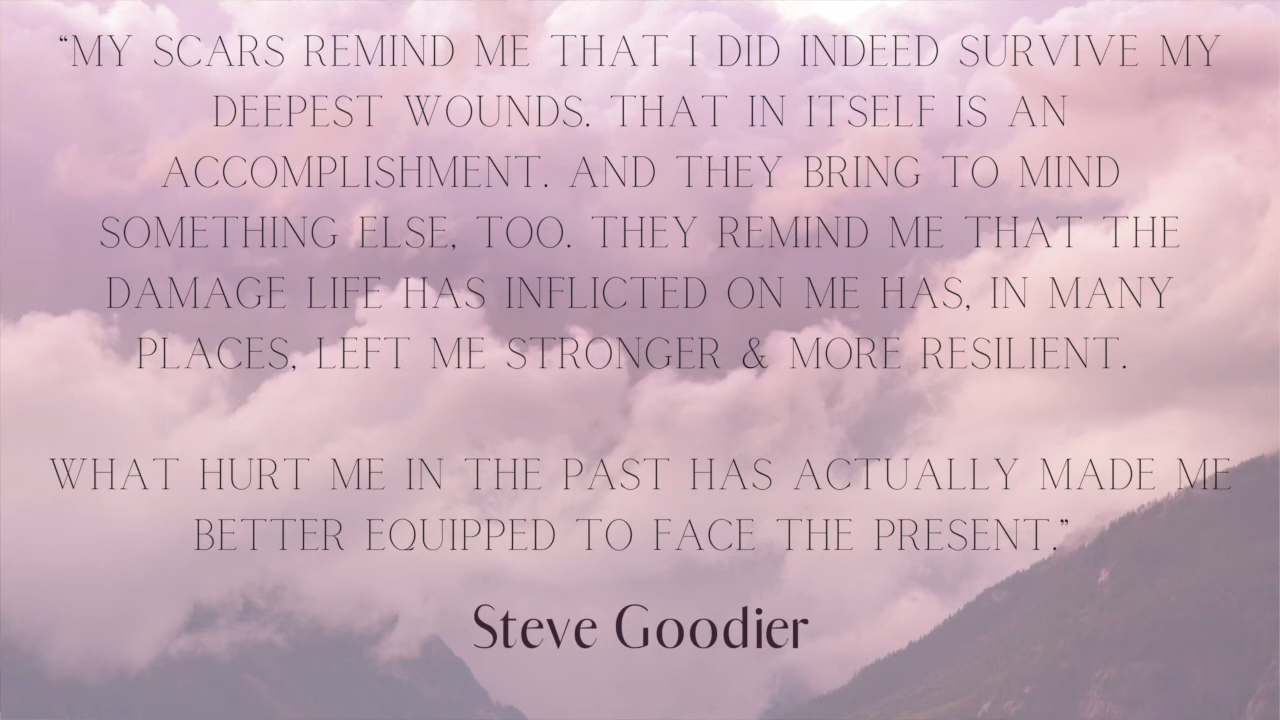 “MY SCARS REMIND ME THAT I DID INDEED SURVIVE MY
DEEPEST WOUNDS. THAT IN ITSELF IS AN
ACCOMPLISHMENT. AND THEY BRING TO MIND
SOMETHING ELSE, TOO. THEY REMIND ME THAT THE
DAMAGE LIFE HAS INFLICTED ON ME HAS, IN MANY
PLACES, LEFT ME STRONGER & MORE RESILIENT.
WHAT HURT ME IN THE PAST HAS ACTUALLY MADE ME
BETTER EQUIPPED TO FACE THE PRESENT.”
Steve Goodier